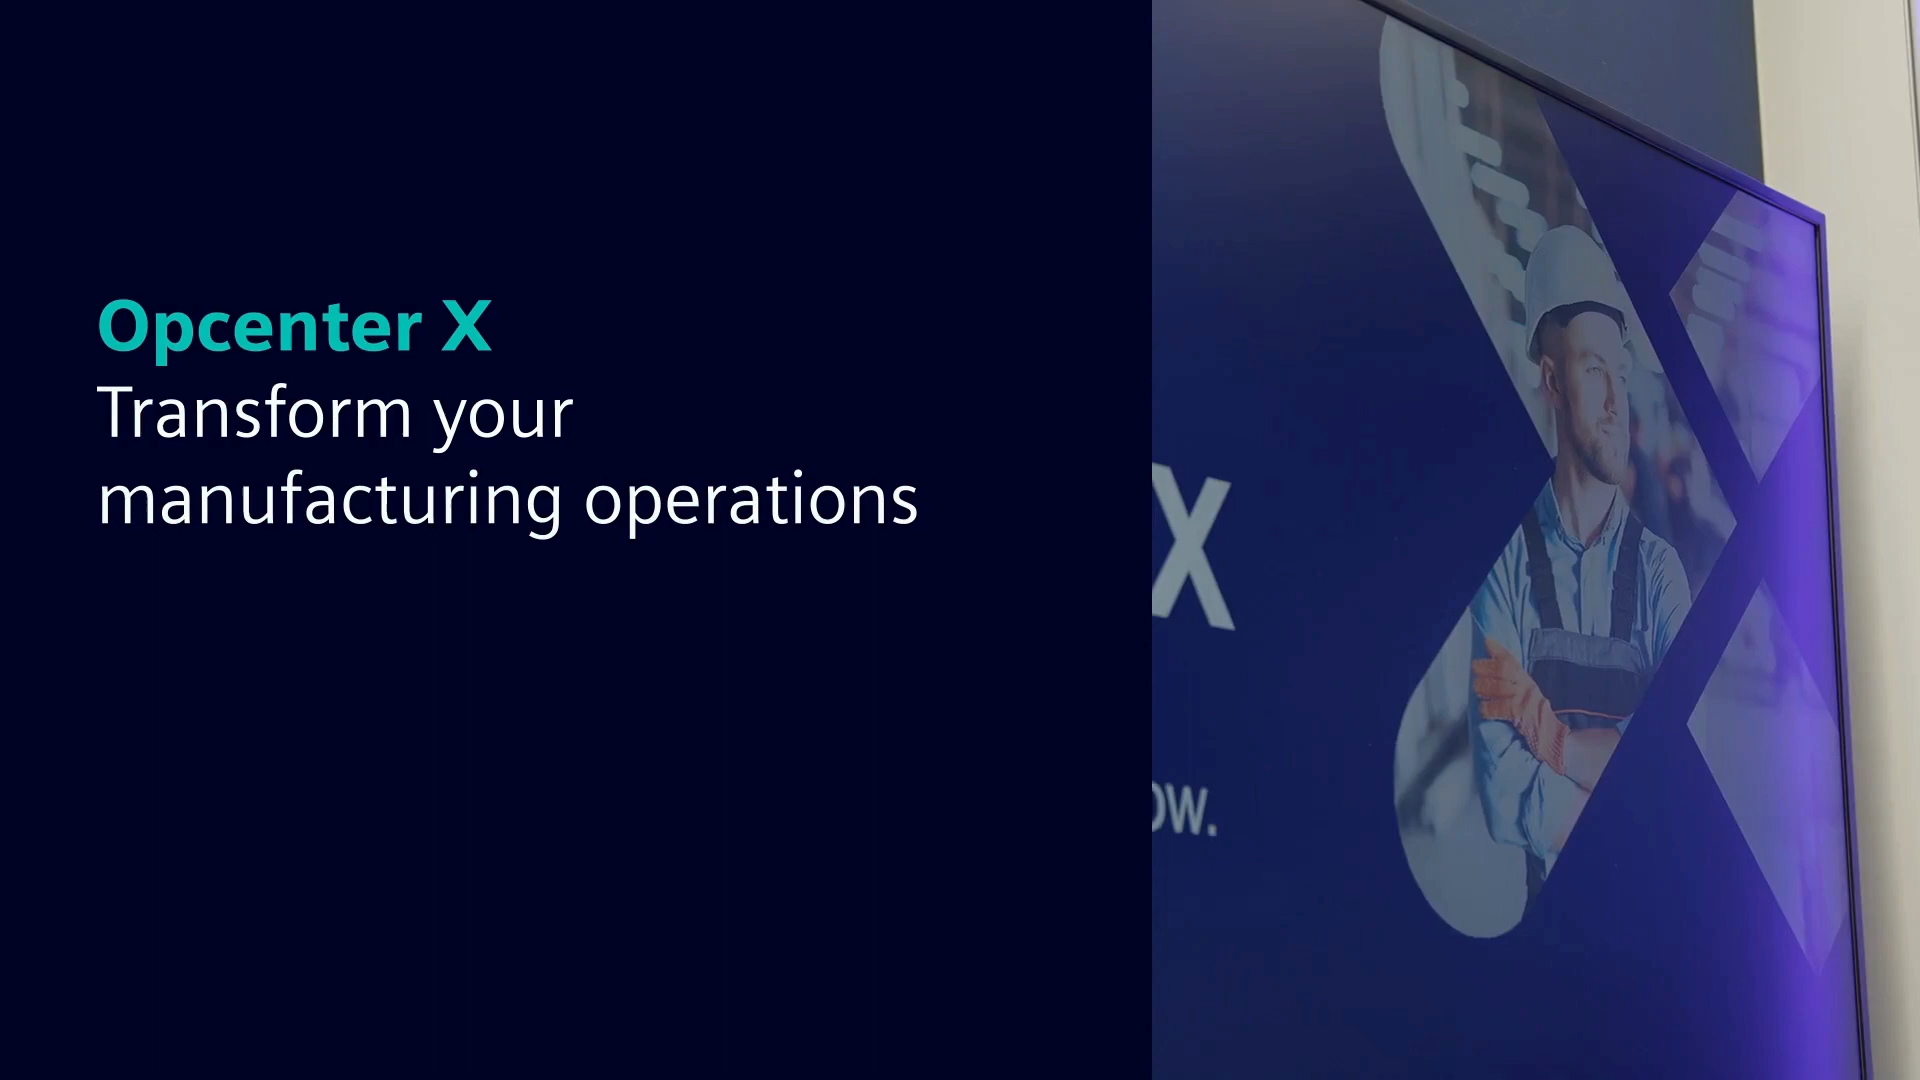 Opcenter X
Transform your
manufacturing operations
X
ow.